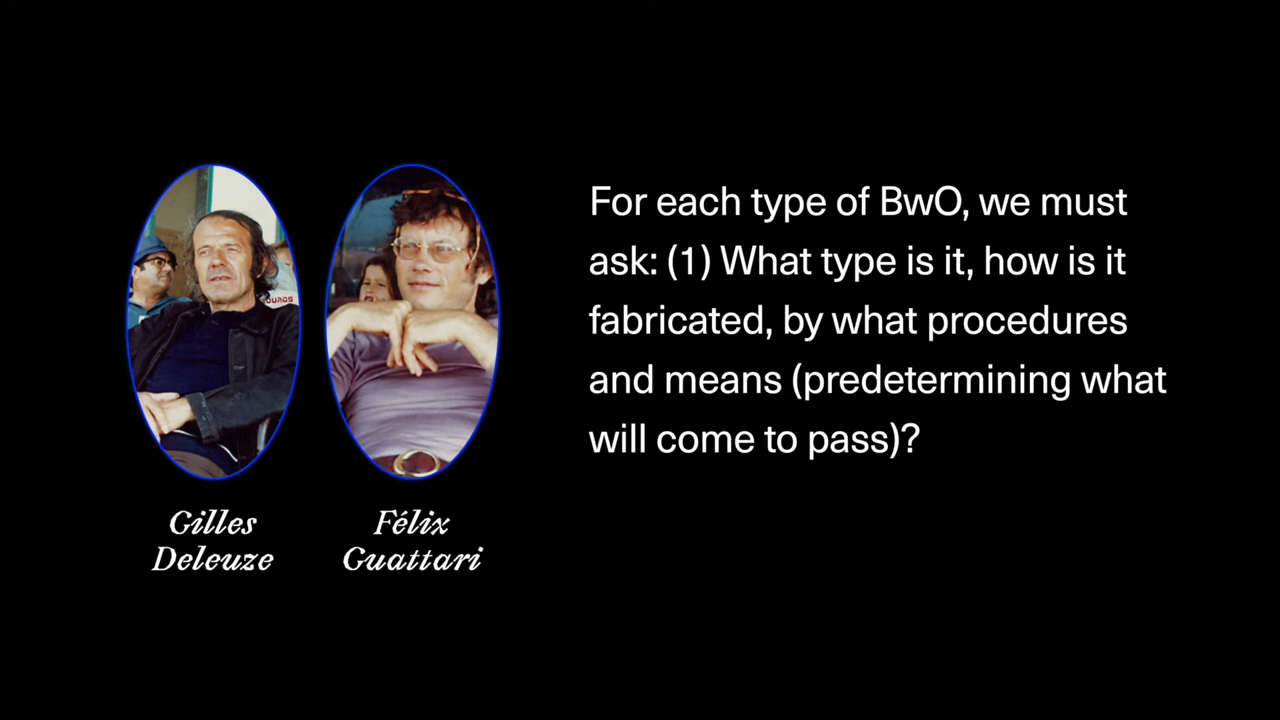 For each type of BwO, we must
ask: (1) What type is it, how is it
fabricated, by what procedures
and means (predetermining what
will come to pass)?
Gilles
Deleuze
Félix
Guattari